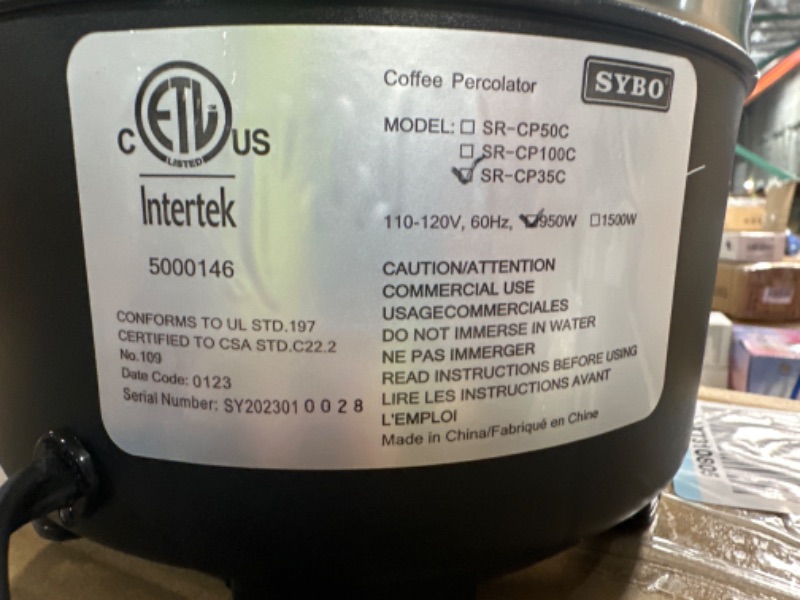 Coffee Percolator
SYBO
C ETL US
LISTED
Intertek
5000146
MODEL: ☐ SR-CP50C
☐ SR-CP100C
☑ SR-CP35C
110-120V, 60Hz, ☑950W ☐1500W
CONFORMS TO UL STD.197
CERTIFIED TO CSA STD.C22.2
No.109
Date Code: 0123
Serial Number: SY202301 0 0 2 8
CAUTION/ATTENTION
COMMERCIAL USE
USAGECOMMERCIALES
DO NOT IMMERSE IN WATER
NE PAS IMMERGER
READ INSTRUCTIONS BEFORE USING
LIRE LES INSTRUCTIONS AVANT
L'EMPLOI
Made in China/Fabriqué en Chine